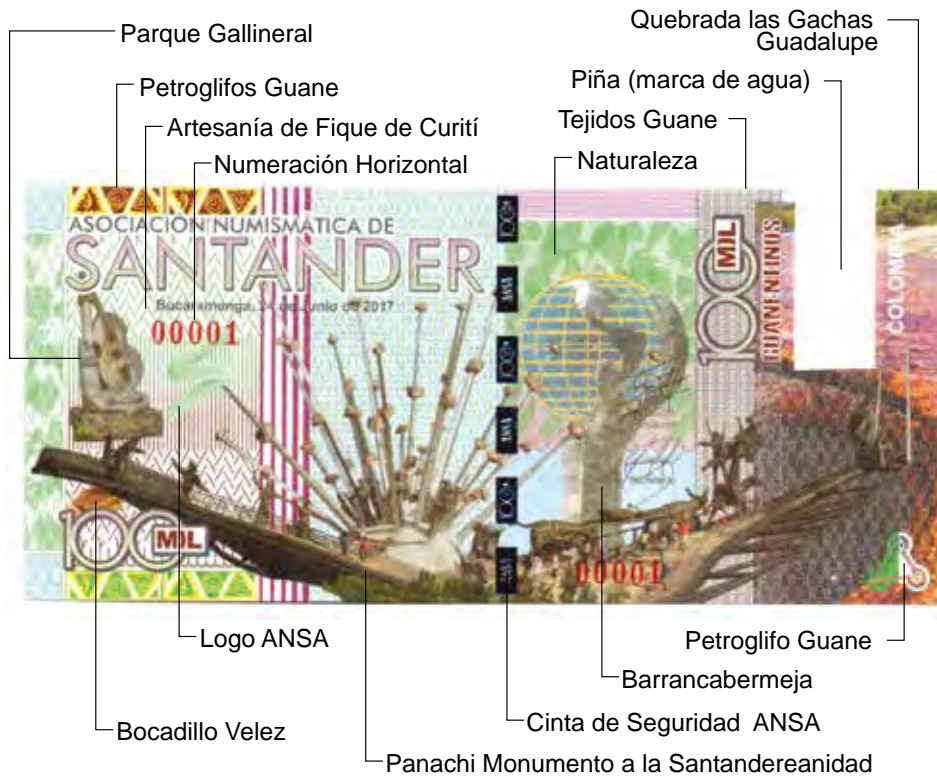 Quebrada las Gachas
Guadalupe
Parque Gallineral
Piña (marca de agua)
Petroglifos Guane
Artesanía de Fique de Curití
Tejidos Guane
Numeración Horizontal
Naturaleza
ASOCIACIÓN NUMISMÁTICA DE
SANTANDER
Bucaramanga, 24 de Junio de 2017
00001
100 MIL
GUANENTINOS
COLOMBIA
100 MIL
00001
Logo ANSA
Petroglifo Guane
Barrancabermeja
Cinta de Seguridad ANSA
Bocadillo Velez
Panachi Monumento a la Santandereanidad